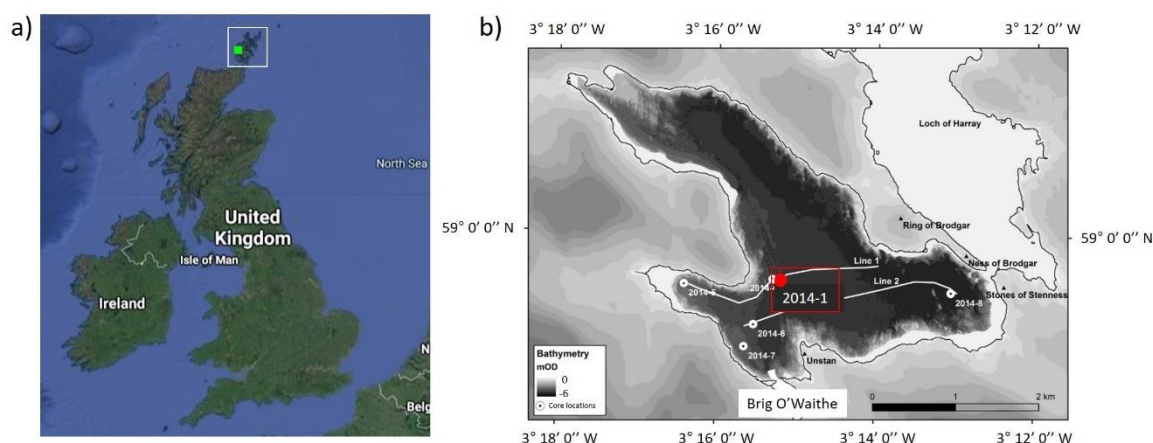 a)
North Sea
United
Kingdom
Isle of Man
Ireland
N
Belg
b)
3° 18' 0'' W
3° 16' 0'' W
3° 14' 0'' W
3° 12' 0'' W
59° 0' 0'' N
59° 0' 0'' N
Loch of Harray
Ring of Brodgar
Ness of Brodgar
Line 1
Stones of Stenness
2014-5
2014-1
Line 2
2014-8
2014-6
2014-7
Unstan
Bathymetry
mOD
0
-6
Core locations
Brig O'Waithe
0
1
2 km
3° 18' 0'' W
3° 16' 0'' W
3° 14' 0'' W
3° 12' 0'' W